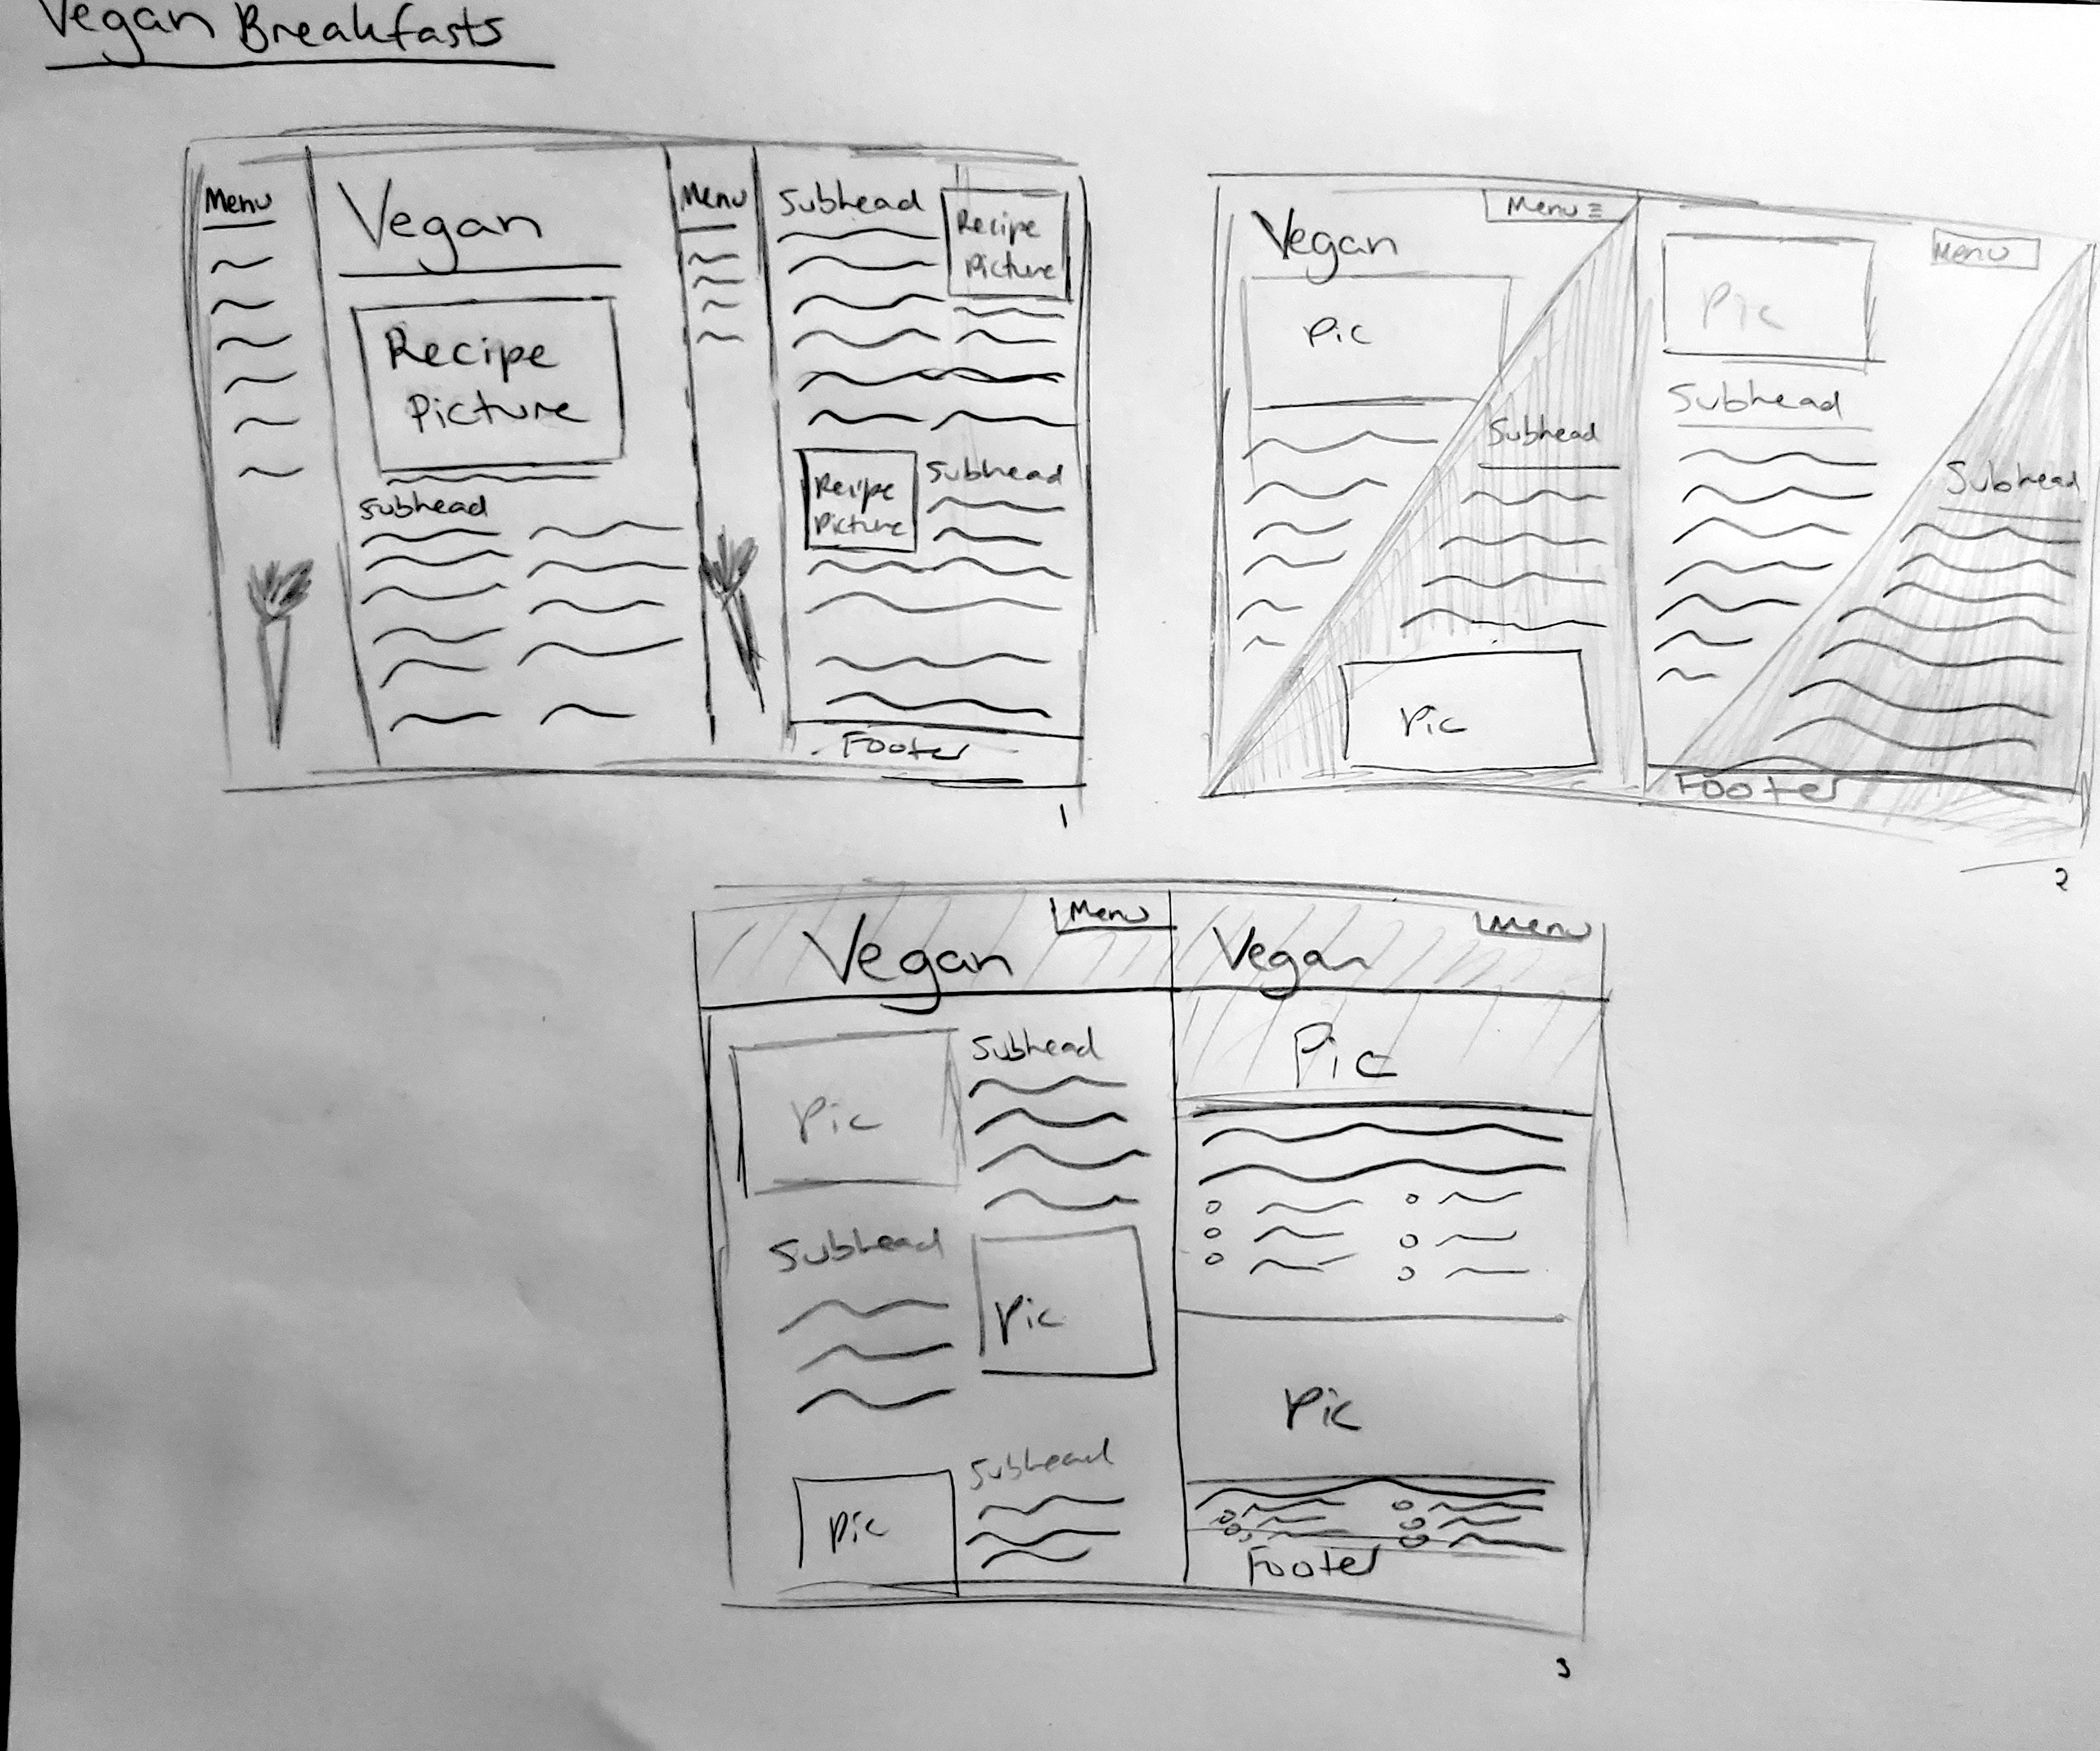 Vegan Breakfasts
Menu
Vegan
Recipe
Picture
Subhead
Menu
Subhead
Recipe
Picture
Recipe
Picture
Subhead
Footer
1
Vegan
Menu
Pic
Subhead
Pic
Menu
Pic
Subhead
Subhead
Footer
2
Vegan
Menu
Pic
Subhead
Subhead
Pic
Pic
Subhead
Vegan
Menu
Pic
Pic
Footer
3